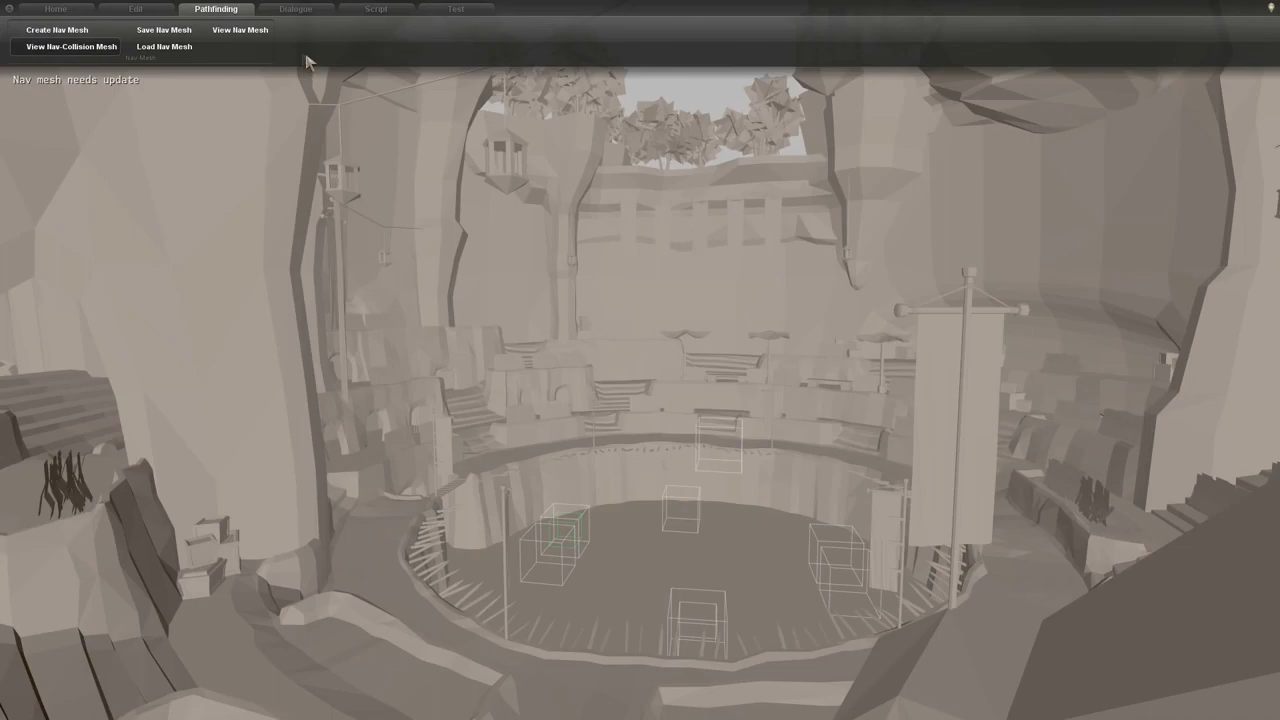 Home Edit Pathfinding Dialogue Script Test
Create Nav Mesh Save Nav Mesh View Nav Mesh
View Nav-Collision Mesh Load Nav Mesh
Nav Mesh
Nav mesh needs update